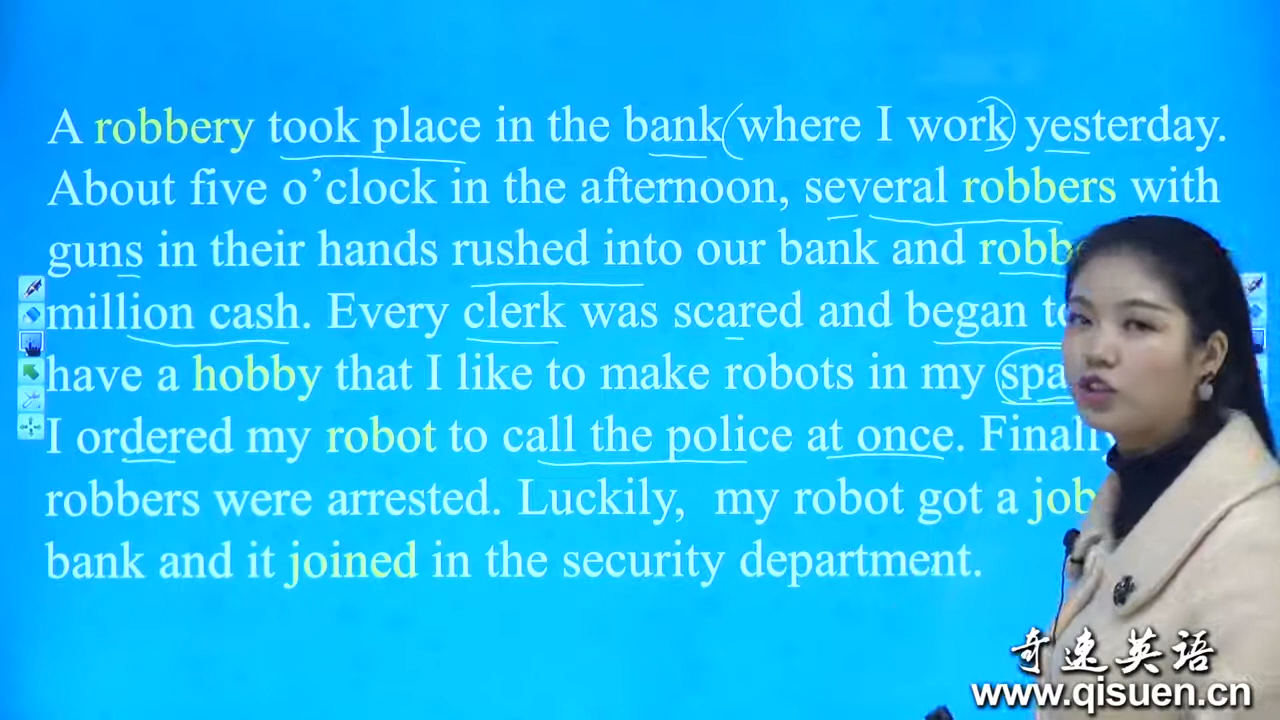 A robbery took place in the bank where I work yesterday.
About five o’clock in the afternoon, several robbers with
guns in their hands rushed into our bank and
million cash. Every clerk was scared and began
have a hobby that I like to make robots in my
I ordered my robot to call the police at once.
robbers were arrested. Luckily, my robot got a job
bank and it joined in the security department.
奇速英语
www.qisuen.cn